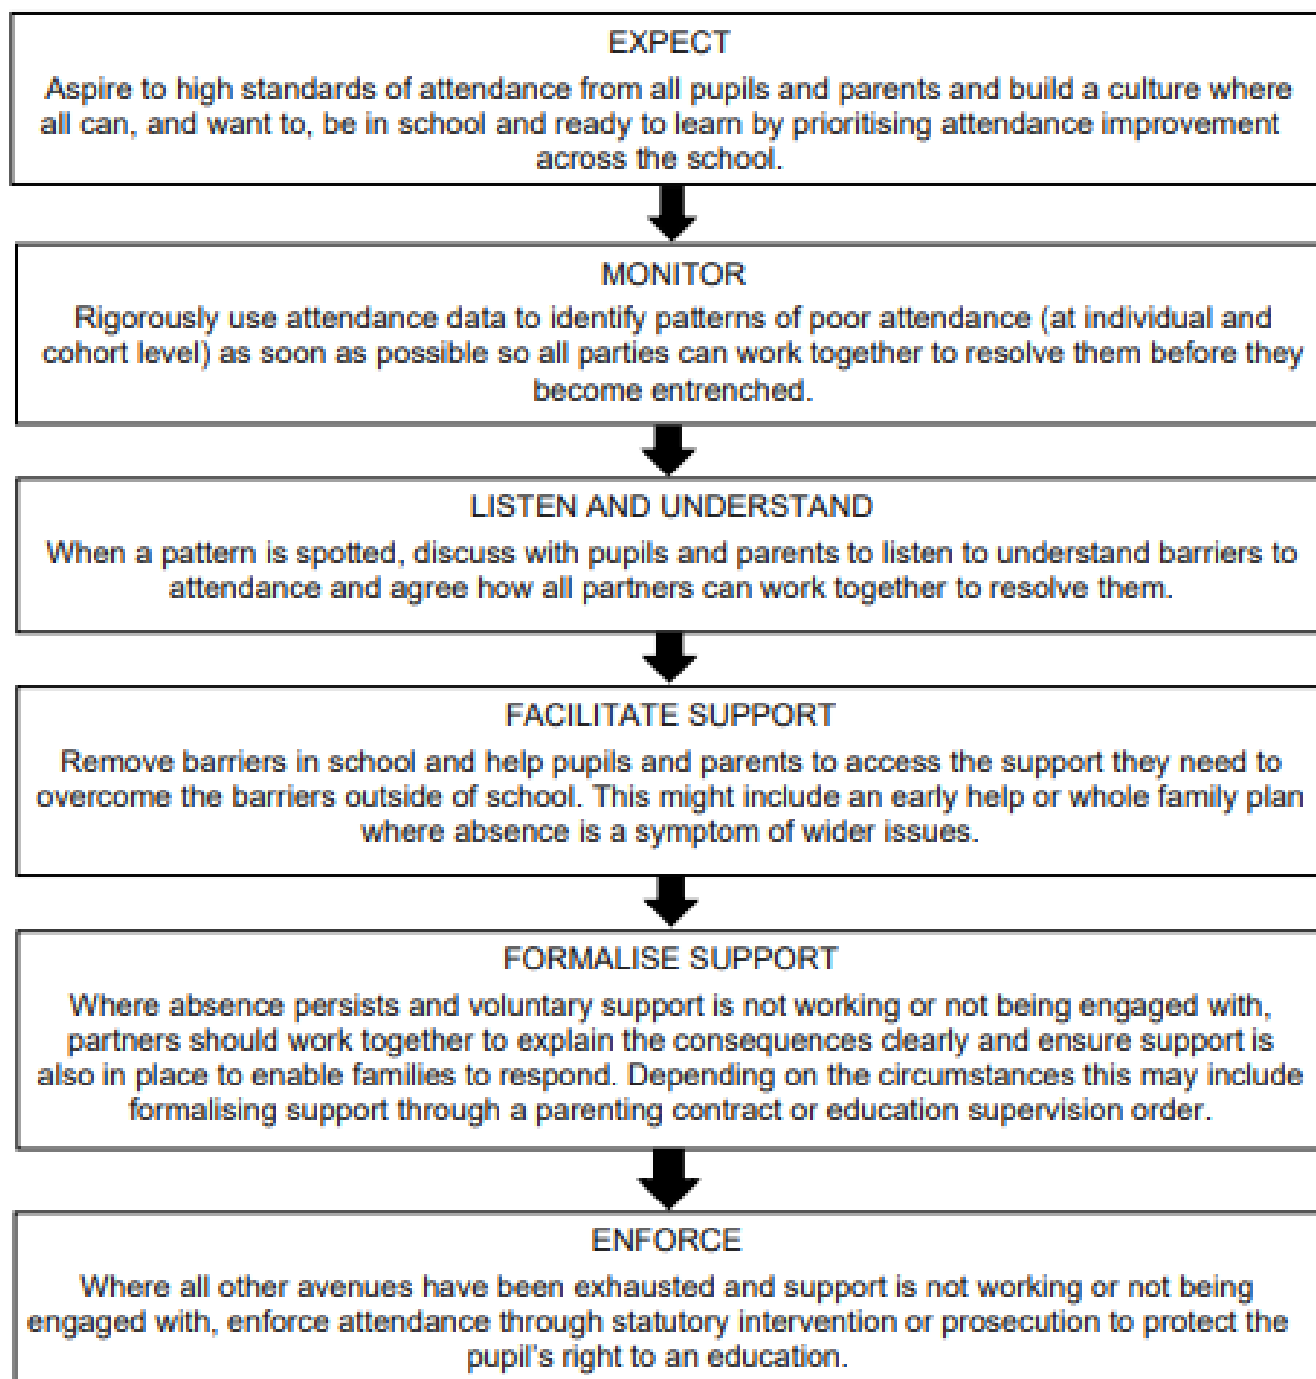 EXPECT
Aspire to high standards of attendance from all pupils and parents and build a culture where
all can, and want to, be in school and ready to learn by prioritising attendance improvement
across the school.
MONITOR
Rigorously use attendance data to identify patterns of poor attendance (at individual and
cohort level) as soon as possible so all parties can work together to resolve them before they
become entrenched.
LISTEN AND UNDERSTAND
When a pattern is spotted, discuss with pupils and parents to listen to understand barriers to
attendance and agree how all partners can work together to resolve them.
FACILITATE SUPPORT
Remove barriers in school and help pupils and parents to access the support they need to
overcome the barriers outside of school. This might include an early help or whole family plan
where absence is a symptom of wider issues.
FORMALISE SUPPORT
Where absence persists and voluntary support is not working or not being engaged with,
partners should work together to explain the consequences clearly and ensure support is
also in place to enable families to respond. Depending on the circumstances this may include
formalising support through a parenting contract or education supervision order.
ENFORCE
Where all other avenues have been exhausted and support is not working or not being
engaged with, enforce attendance through statutory intervention or prosecution to protect the
pupil's right to an education.